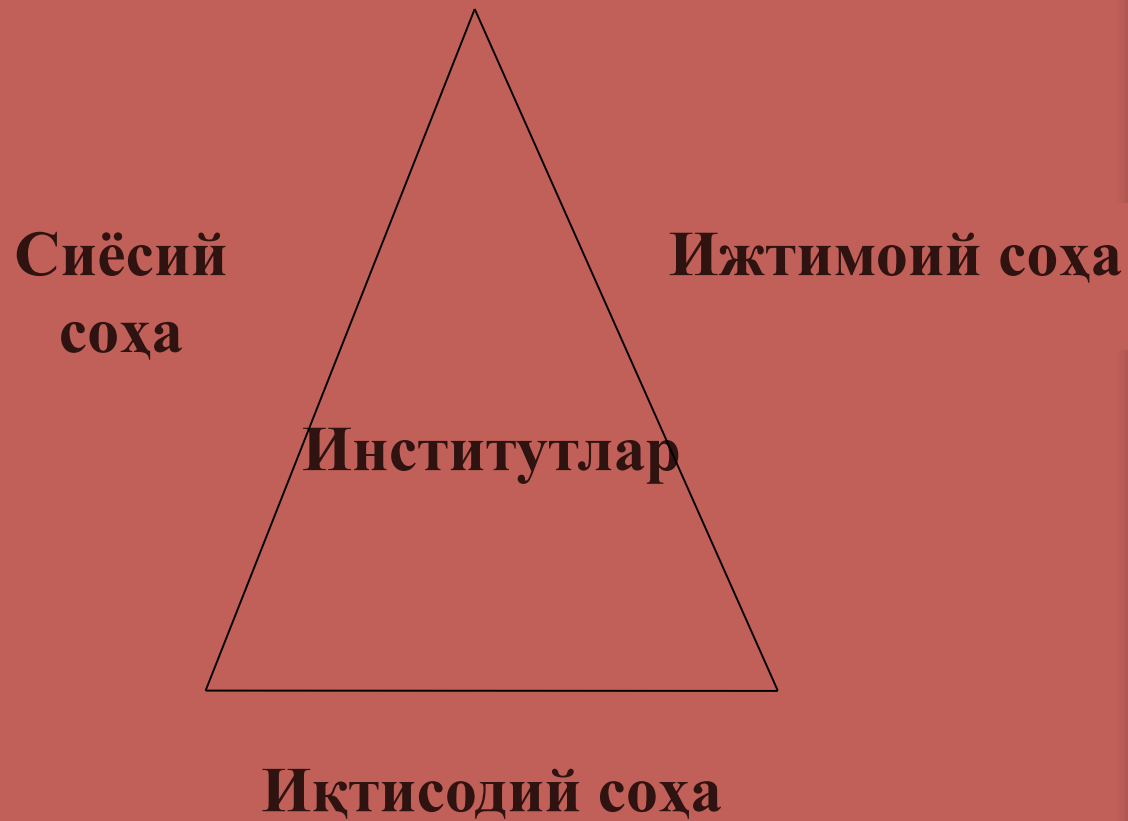 Сиёсий
соҳа
Ижтимоий соҳа
Институтлар
Иқтисодий соҳа